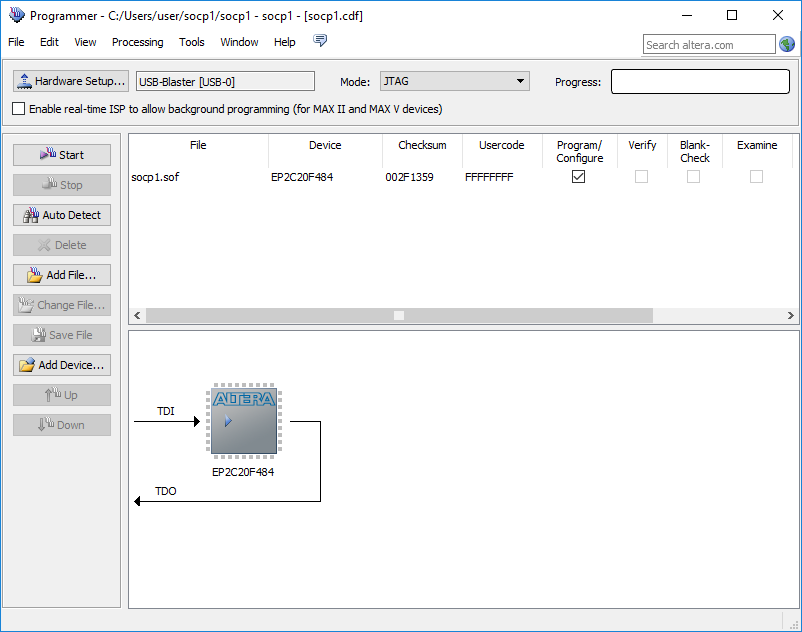 Programmer - C:/Users/user/socp1/socp1 - socp1 - [socp1.cdf]
File Edit View Processing Tools Window Help
Search altera.com
Hardware Setup... USB-Blaster [USB-0] Mode: JTAG Progress:
Enable real-time ISP to allow background programming (for MAX II and MAX V devices)
Start
Stop
Auto Detect
Delete
Add File...
Change File...
Save File
Add Device...
Up
Down
File Device Checksum Usercode Program/ Verify Blank- Examine
Configure Check
socp1.sof EP2C20F484 002F1359 FFFFFFFF
ALTERA
TDI
EP2C20F484
TDO